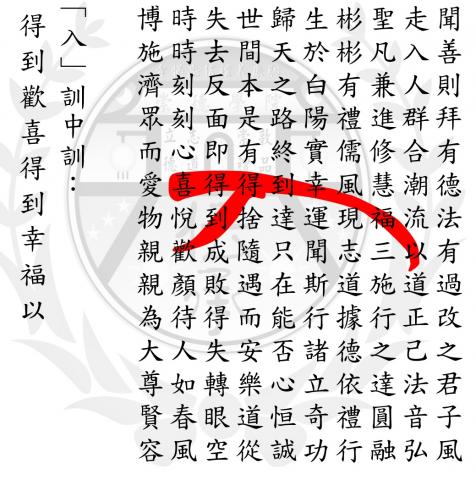 聞善則拜有德法有過改之君子風
走入人群合潮流以道正己法音弘
聖凡兼進修慧福三施行之達圓融
彬彬有禮儒風現志道據德依禮行
生於白陽實幸運聞斯行諸立奇功
歸天之路終到達只在能否心恒誠
世間本是有得捨隨遇而安樂道從
失去反面即得到成敗得失轉眼空
時時刻刻心喜悅歡顏待人如春風
博施濟眾而愛物親親為大尊賢容
「入」訓中訓：
得到歡喜得到幸福以